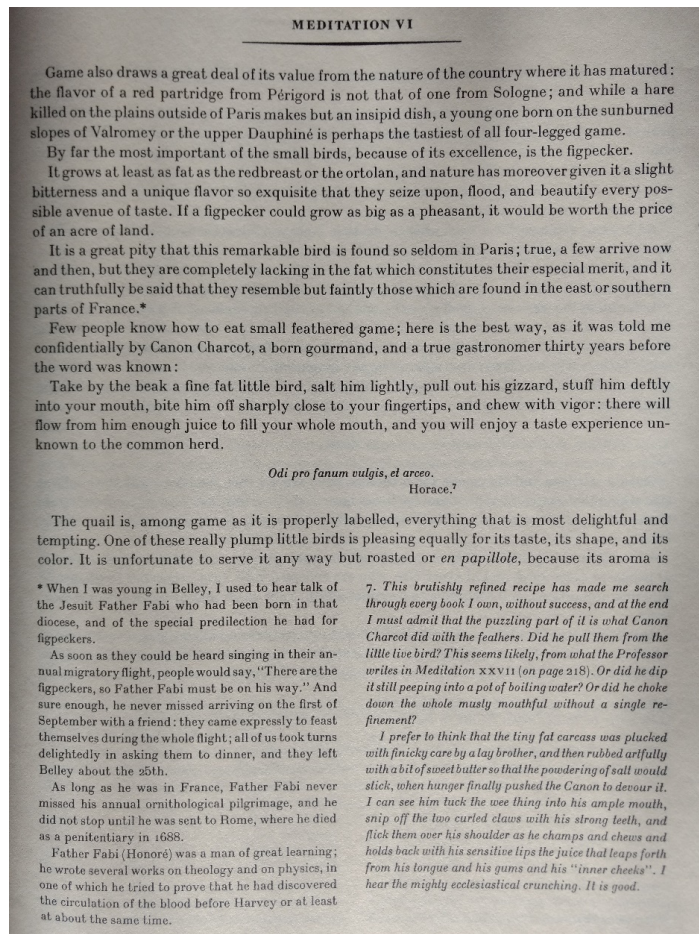 MEDITATION VI
Game also draws a great deal of its value from the nature of the country where it has matured:
the flavor of a red partridge from Périgord is not that of one from Sologne; and while a hare
killed on the plains outside of Paris makes but an insipid dish, a young one born on the sunburned
slopes of Valromey or the upper Dauphiné is perhaps the tastiest of all four-legged game.
By far the most important of the small birds, because of its excellence, is the figpecker.
It grows at least as fat as the redbreast or the ortolan, and nature has moreover given it a slight
bitterness and a unique flavor so exquisite that they seize upon, flood, and beautify every pos-
sible avenue of taste. If a figpecker could grow as big as a pheasant, it would be worth the price
of an acre of land.
It is a great pity that this remarkable bird is found so seldom in Paris; true, a few arrive now
and then, but they are completely lacking in the fat which constitutes their especial merit, and it
can truthfully be said that they resemble but faintly those which are found in the east or southern
parts of France.*
Few people know how to eat small feathered game; here is the best way, as it was told me
confidentially by Canon Charcot, a born gourmand, and a true gastronomer thirty years before
the word was known:
Take by the beak a fine fat little bird, salt him lightly, pull out his gizzard, stuff him deftly
into your mouth, bite him off sharply close to your fingertips, and chew with vigor: there will
flow from him enough juice to fill your whole mouth, and you will enjoy a taste experience un-
known to the common herd.
Odi pro fanum vulgis, et arceo.
Horace.7
The quail is, among game as it is properly labelled, everything that is most delightful and
tempting. One of these really plump little birds is pleasing equally for its taste, its shape, and its
color. It is unfortunate to serve it any way but roasted or en papillole, because its aroma is
* When I was young in Belley, I used to hear talk of
the Jesuit Father Fabi who had been born in that
diocese, and of the special predilection he had for
figpeckers.
As soon as they could be heard singing in their an-
nual migratory flight, people would say, "There are the
figpeckers, so Father Fabi must be on his way." And
sure enough, he never missed arriving on the first of
September with a friend: they came expressly to feast
themselves during the whole flight; all of us took turns
delightedly in asking them to dinner, and they left
Belley about the 25th.
As long as he was in France, Father Fabi never
missed his annual ornithological pilgrimage, and he
did not stop until he was sent to Rome, where he died
as a penitentiary in 1688.
Father Fabi (Honoré) was a man of great learning;
he wrote several works on theology and on physics, in
one of which he tried to prove that he had discovered
the circulation of the blood before Harvey or at least
at about the same time.
7. This brutishly refined recipe has made me search
through every book I own, without success, and at the end
I must admit that the puzzling part of it is what Canon
Charcot did with the feathers. Did he pull them from the
little live bird? This seems likely, from what the Professor
writes in Meditation XXVII (on page 218). Or did he dip
it still peeping into a pot of boiling water? Or did he choke
down the whole musty mouthful without a single re-
finement?
I prefer to think that the tiny fat carcass was plucked
with finicky care by a lay brother, and then rubbed artfully
with a bit of sweet butter so that the powdering of salt would
stick, when hunger finally pushed the Canon to devour it.
I can see him tuck the wee thing into his ample mouth,
snip off the two curled claws with his strong teeth, and
flick them over his shoulder as he champs and chews and
holds back with his sensitive lips the juice that leaps forth
from his tongue and his gums and his "inner cheeks". I
hear the mighty ecclesiastical crunching. It is good.